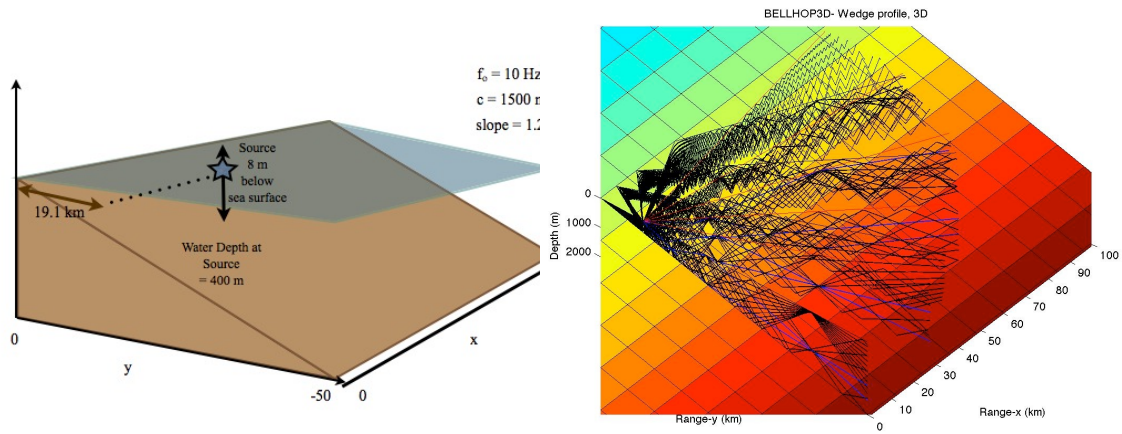 fₒ = 10 Hz
c = 1500 m
slope = 1.2
Source
8 m
below
sea surface
19.1 km
Water Depth at
Source
= 400 m
0
y
-50
0
x
BELLHOP3D- Wedge profile, 3D
Depth (m)
0
1000
2000
Range-y (km)
0
10
20
30
40
50
60
70
80
90
100
Range-x (km)